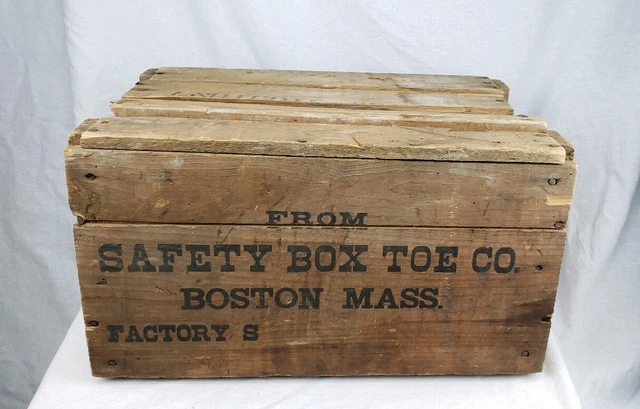 FROM
SAFETY BOX TOE CO.
BOSTON MASS.
FACTORY S